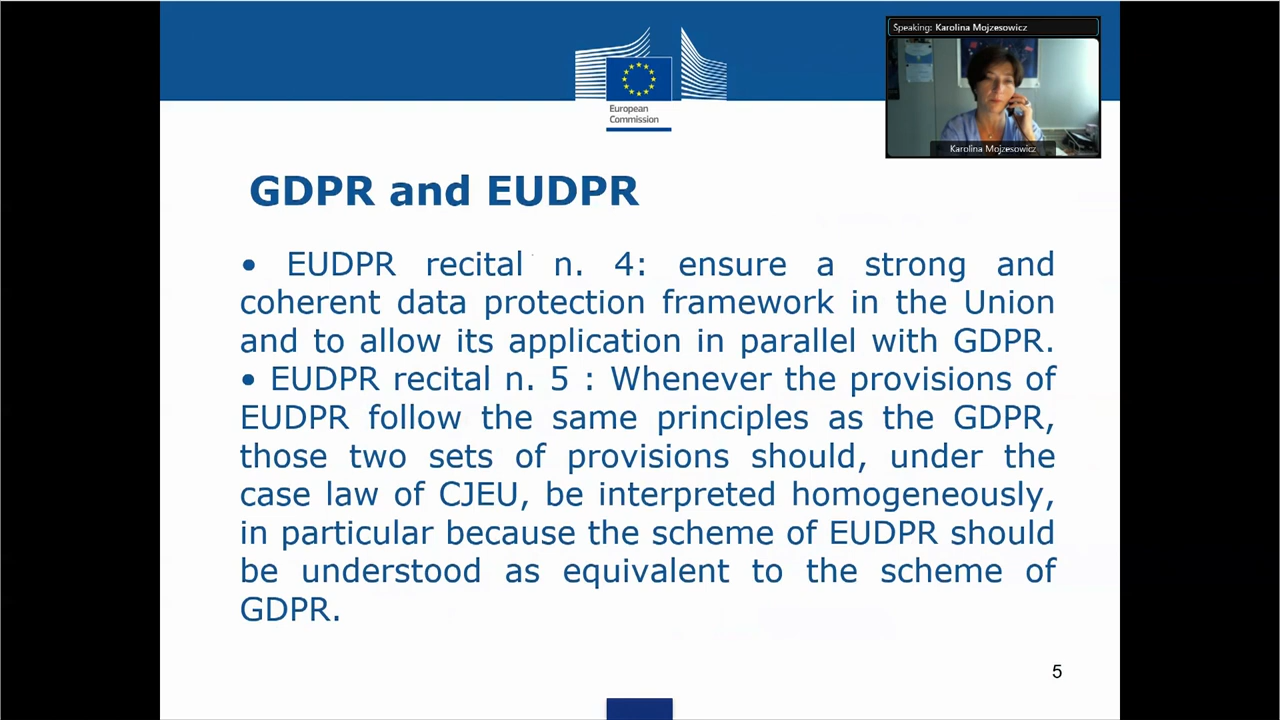 Speaking: Karolina Mojzesowicz
Karolina Mojzesowicz
European
Commission
GDPR and EUDPR
• EUDPR recital n. 4: ensure a strong and
coherent data protection framework in the Union
and to allow its application in parallel with GDPR.
• EUDPR recital n. 5 : Whenever the provisions of
EUDPR follow the same principles as the GDPR,
those two sets of provisions should, under the
case law of CJEU, be interpreted homogeneously,
in particular because the scheme of EUDPR should
be understood as equivalent to the scheme of
GDPR.
5